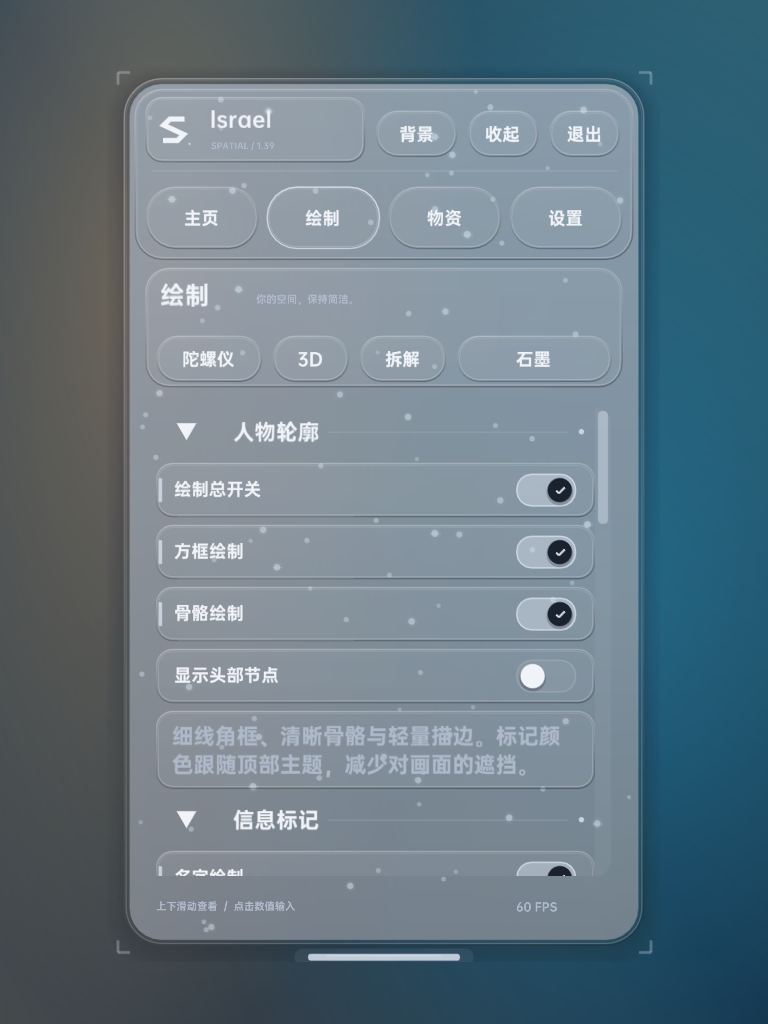 Israel
SPATIAL / 1.39
背景
收起
退出
主页
绘制
物资
设置
绘制
你的空间，保持简洁。
陀螺仪
3D
拆解
石墨
人物轮廓
绘制总开关
方框绘制
骨骼绘制
显示头部节点
细线角框、清晰骨骼与轻量描边。标记颜
色跟随顶部主题，减少对画面的遮挡。
信息标记
名字绘制
上下滑动查看 / 点击数值输入
60 FPS